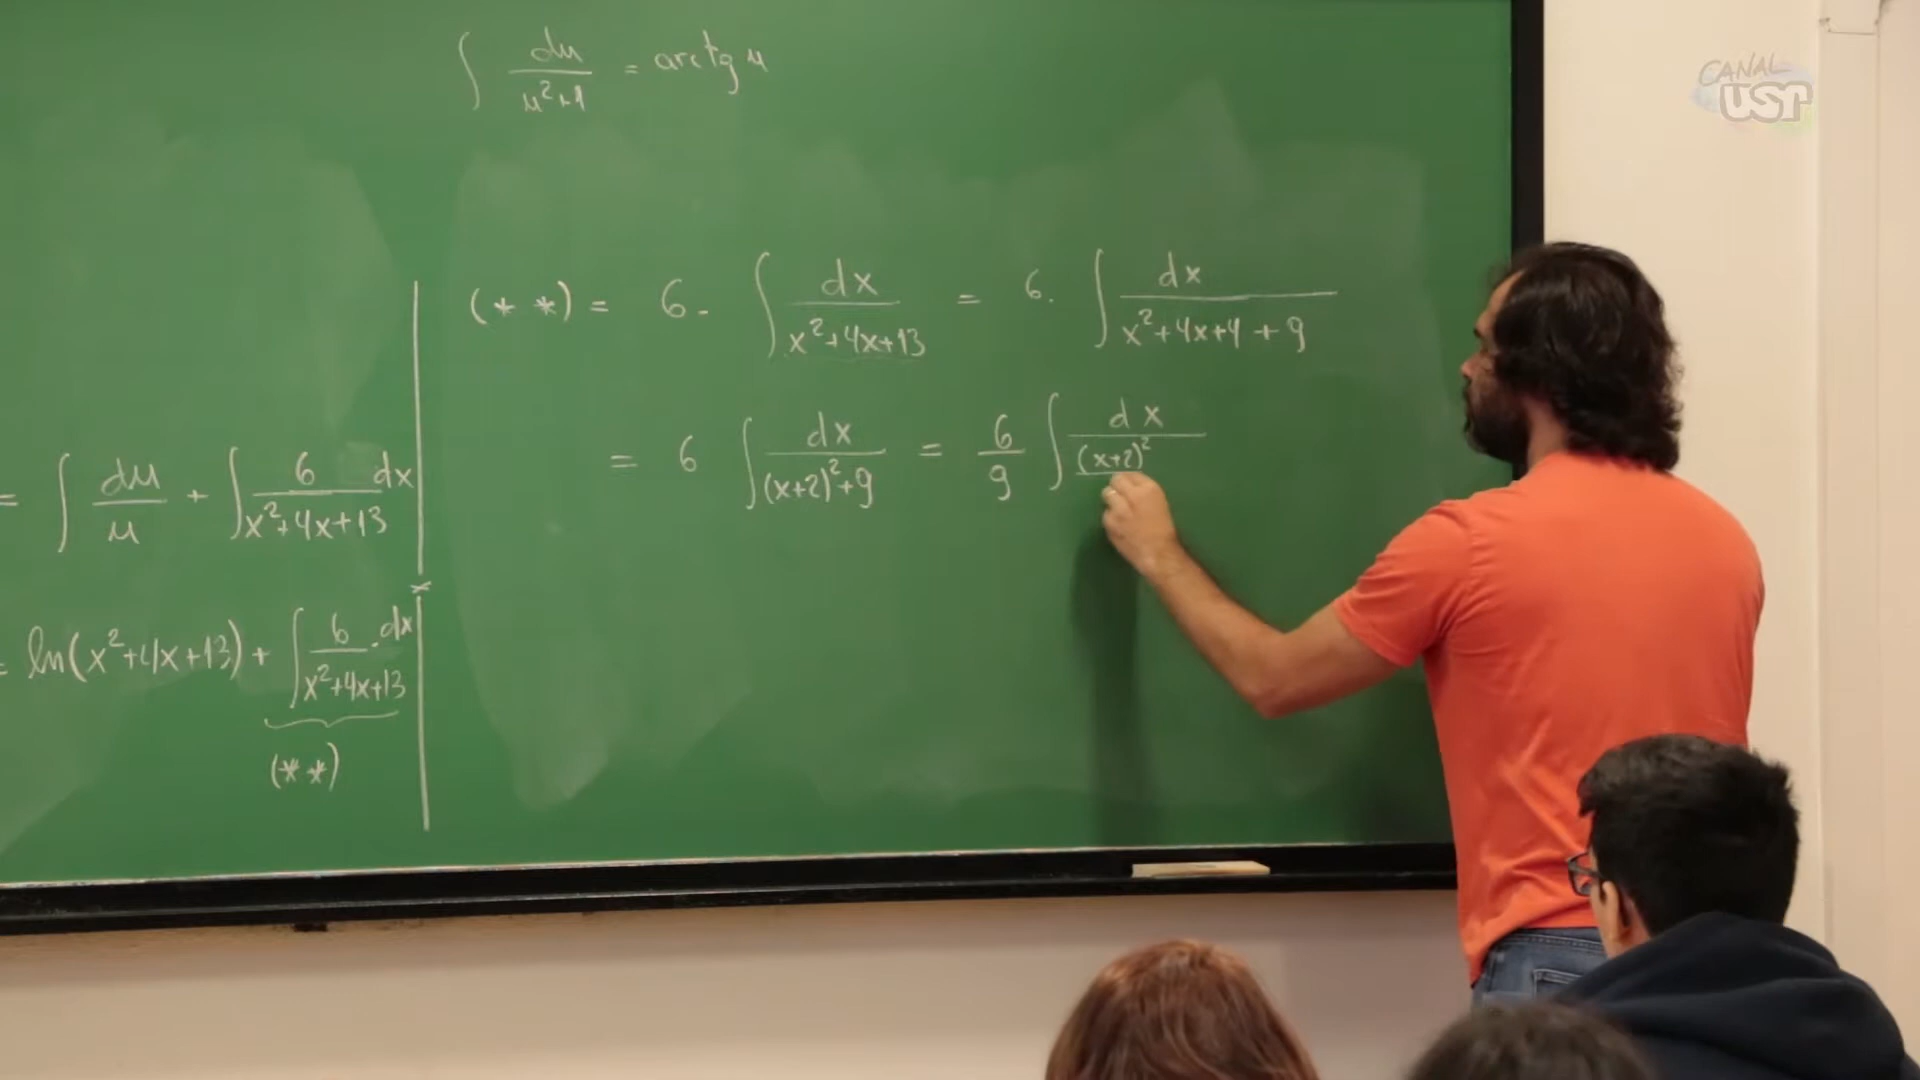 ∫ du/(u²+1) = arctg u
CANAL
USP
(**) = 6. ∫ dx/(x²+4x+13) = 6. ∫ dx/(x²+4x+4+9)
= 6 ∫ dx/((x+2)²+9) = 6/9 ∫ dx/(x+2)²
= ∫ du/u + ∫ 6/(x²+4x+13) dx
= ln(x²+4x+13) + ∫ 6/(x²+4x+13) . dx
(**)